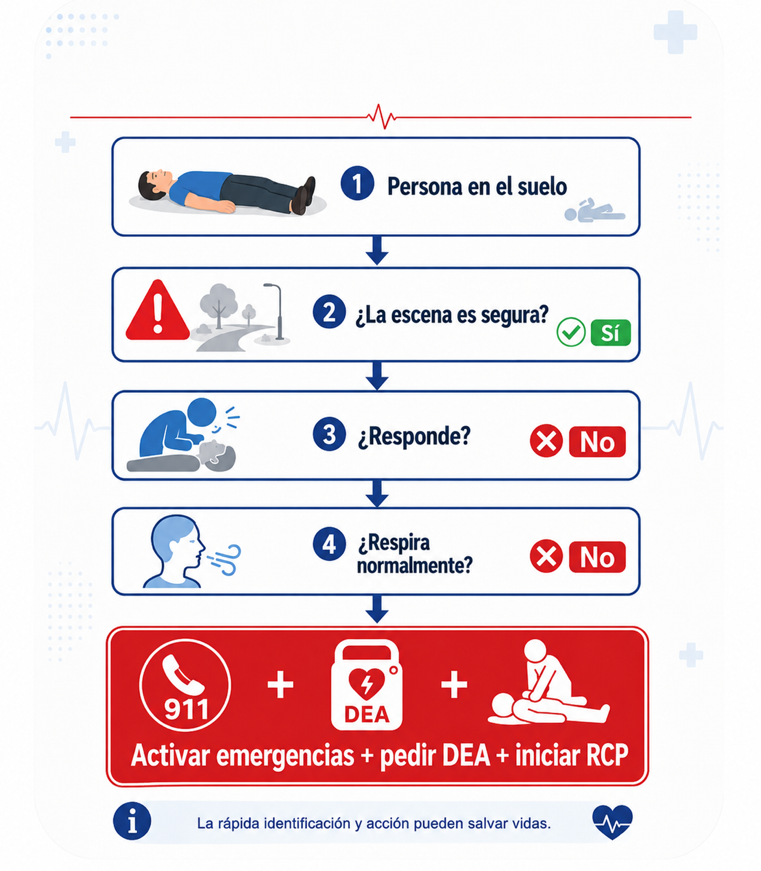 1 Persona en el suelo
!
2 ¿La escena es segura?
Sí
3 ¿Responde?
No
4 ¿Respira
normalmente?
No
911 + DEA +
Activar emergencias + pedir DEA + iniciar RCP
i La rápida identificación y acción pueden salvar vidas.